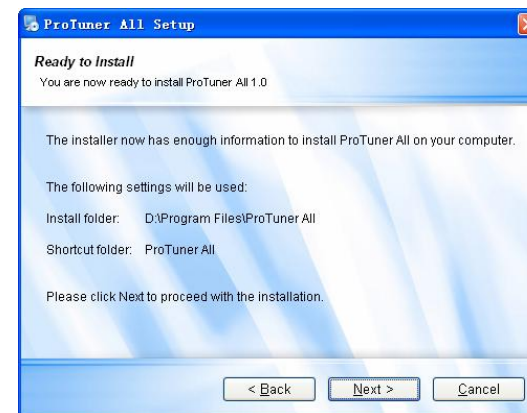 ProTuner All Setup
Ready to Install
You are now ready to install ProTuner All 1.0
The installer now has enough information to install ProTuner All on your computer.
The following settings will be used:
Install folder: D:\Program Files\ProTuner All
Shortcut folder: ProTuner All
Please click Next to proceed with the installation.
< Back Next > Cancel